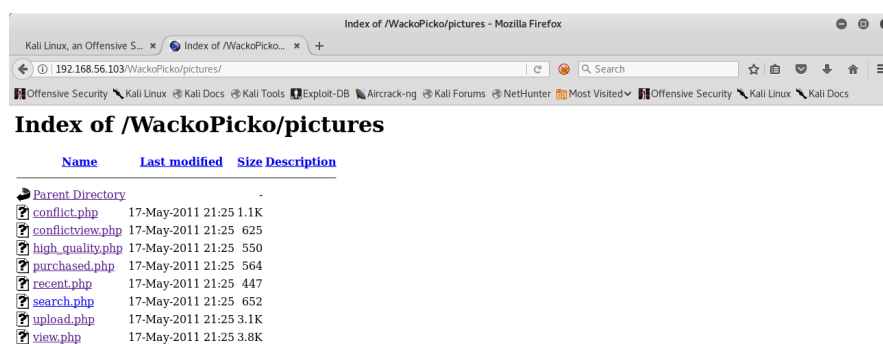 Index of /WackoPicko/pictures - Mozilla Firefox
Kali Linux, an Offensive S... × Index of /WackoPicko... × +
192.168.56.103/WackoPicko/pictures/ Search
Offensive Security Kali Linux Kali Docs Kali Tools Exploit-DB Aircrack-ng Kali Forums NetHunter Most Visited Offensive Security Kali Linux Kali Docs
Index of /WackoPicko/pictures
Name Last modified Size Description
Parent Directory -
conflict.php 17-May-2011 21:25 1.1K
conflictview.php 17-May-2011 21:25 625
high_quality.php 17-May-2011 21:25 550
purchased.php 17-May-2011 21:25 564
recent.php 17-May-2011 21:25 447
search.php 17-May-2011 21:25 652
upload.php 17-May-2011 21:25 3.1K
view.php 17-May-2011 21:25 3.8K